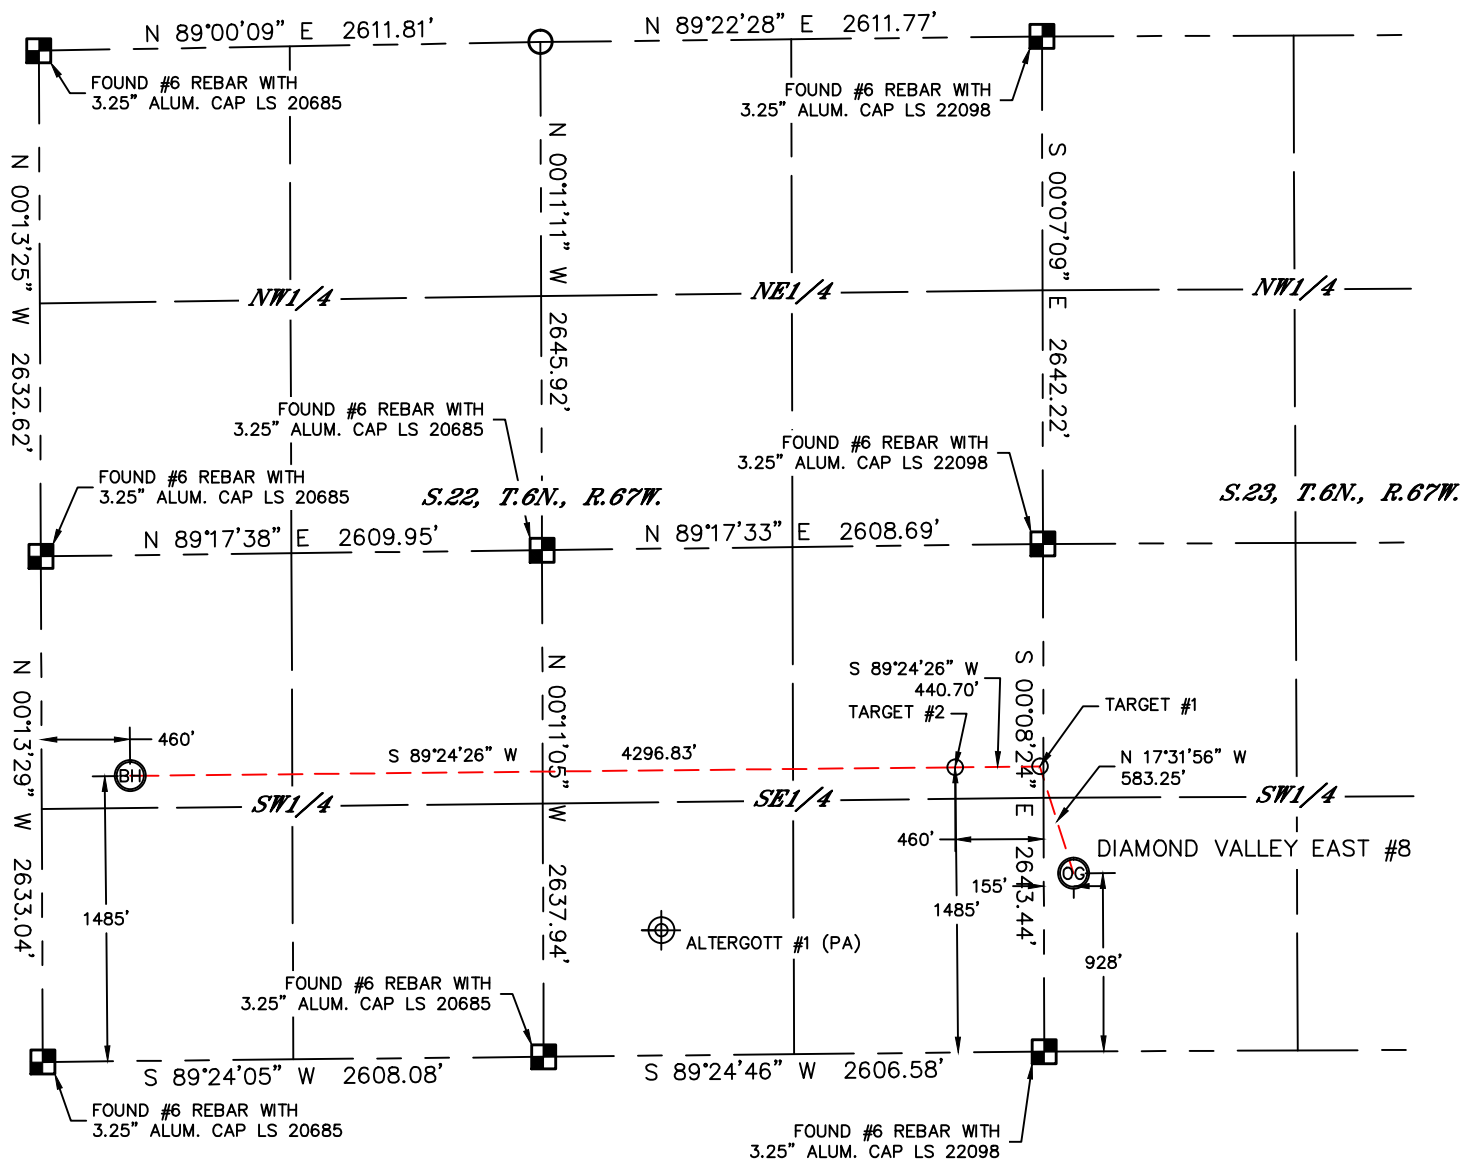 N 89°00'09" E 2611.81'
N 89°22'28" E 2611.77'
FOUND #6 REBAR WITH
3.25" ALUM. CAP LS 20685
FOUND #6 REBAR WITH
3.25" ALUM. CAP LS 22098
N 00°13'25" W 2632.62'
N 00°11'11" W 2645.92'
S 00°07'09" E 2642.22'
NW1/4
NE1/4
NW1/4
FOUND #6 REBAR WITH
3.25" ALUM. CAP LS 20685
FOUND #6 REBAR WITH
3.25" ALUM. CAP LS 22098
FOUND #6 REBAR WITH
3.25" ALUM. CAP LS 20685
S.22, T.6N., R.67W.
S.23, T.6N., R.67W.
N 89°17'38" E 2609.95'
N 89°17'33" E 2608.69'
N 00°13'29" W 2633.04'
N 00°11'05" W 2637.94'
S 00°08'24" E 2643.44'
S 89°24'26" W
440.70'
TARGET #2
TARGET #1
460'
S 89°24'26" W 4296.83'
N 17°31'56" W
583.25'
BH
SW1/4
SE1/4
SW1/4
460'
DIAMOND VALLEY EAST #8
OG
155'
1485'
1485'
928'
ALTERGOTT #1 (PA)
FOUND #6 REBAR WITH
3.25" ALUM. CAP LS 20685
S 89°24'05" W 2608.08'
S 89°24'46" W 2606.58'
FOUND #6 REBAR WITH
3.25" ALUM. CAP LS 20685
FOUND #6 REBAR WITH
3.25" ALUM. CAP LS 22098